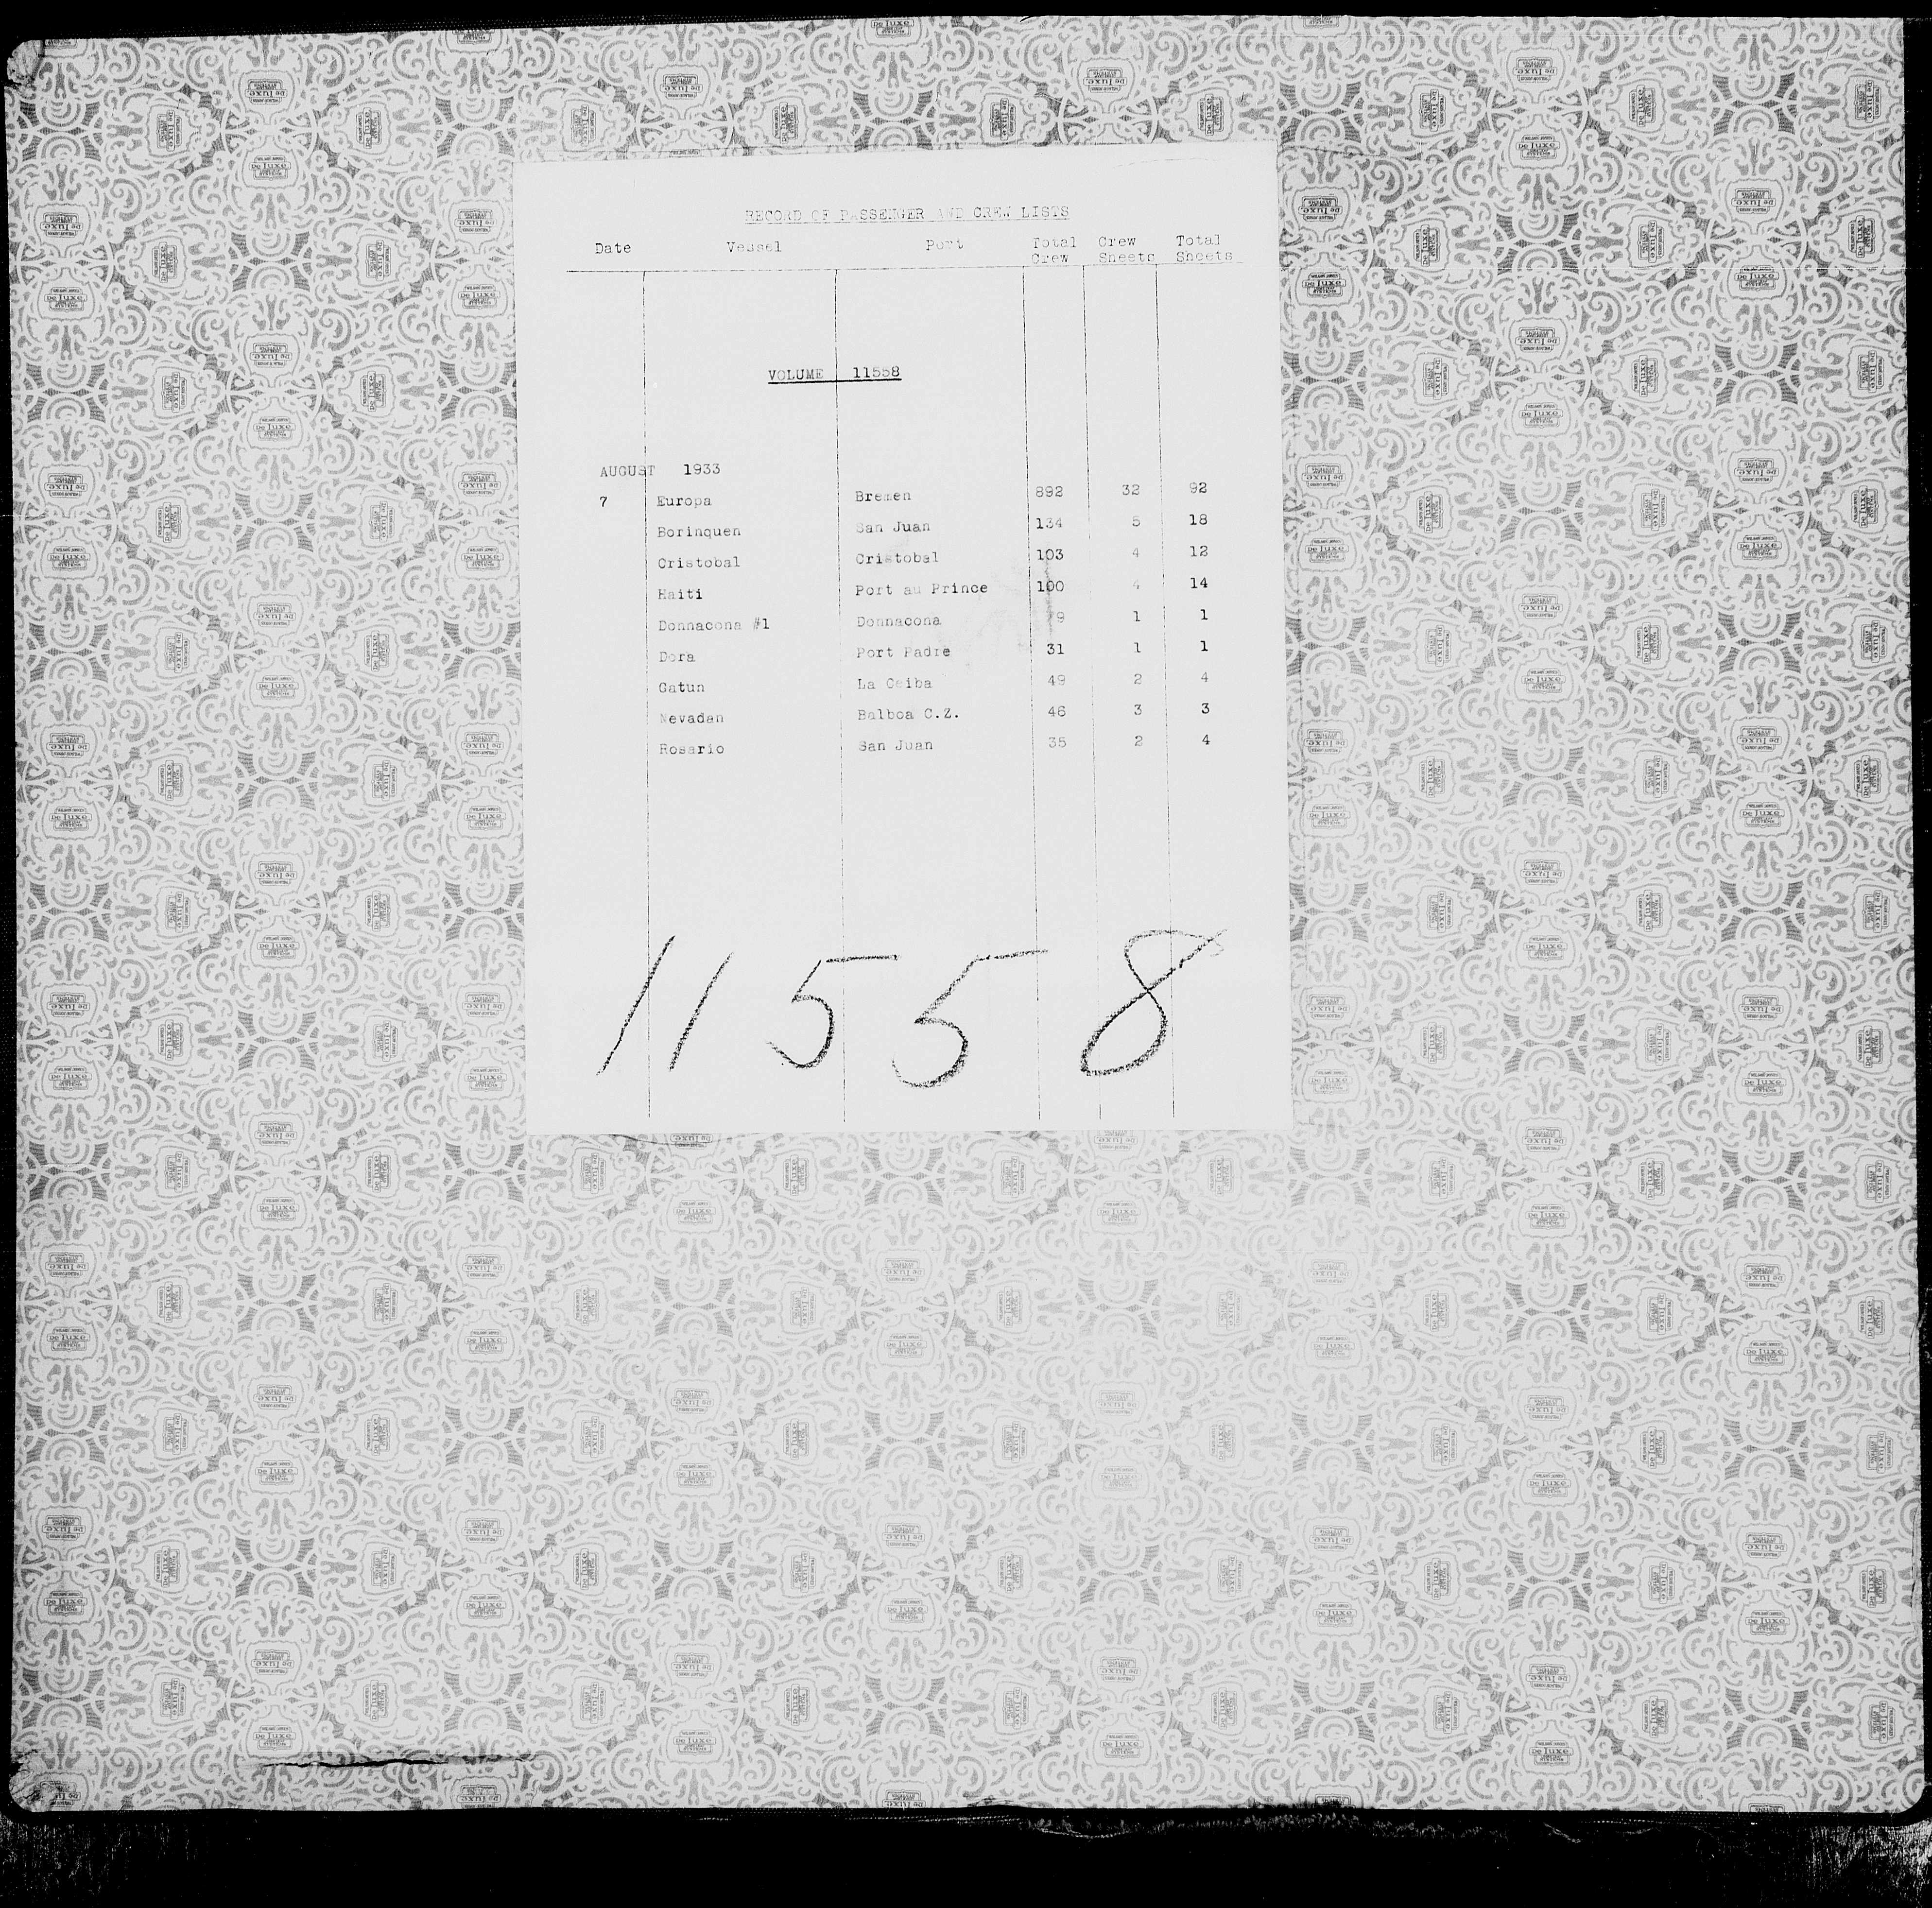 RECORD OF PASSENGER AND CREW LISTS
Date Vessel Port Total Crew Crew Sheets Total Sheets
VOLUME 11558
AUGUST 1933
7 Europa Bremen 892 32 92
Borinquen San Juan 134 5 18
Cristobal Cristobal 103 4 12
Haiti Port au Prince 100 4 14
Donnacona #1 Donnacona 1 1
Dora Port Padre 31 1 1
Gatun La Ceiba 49 2 4
Nevadan Balboa C.Z. 46 3 3
Rosario San Juan 35 2 4
11558